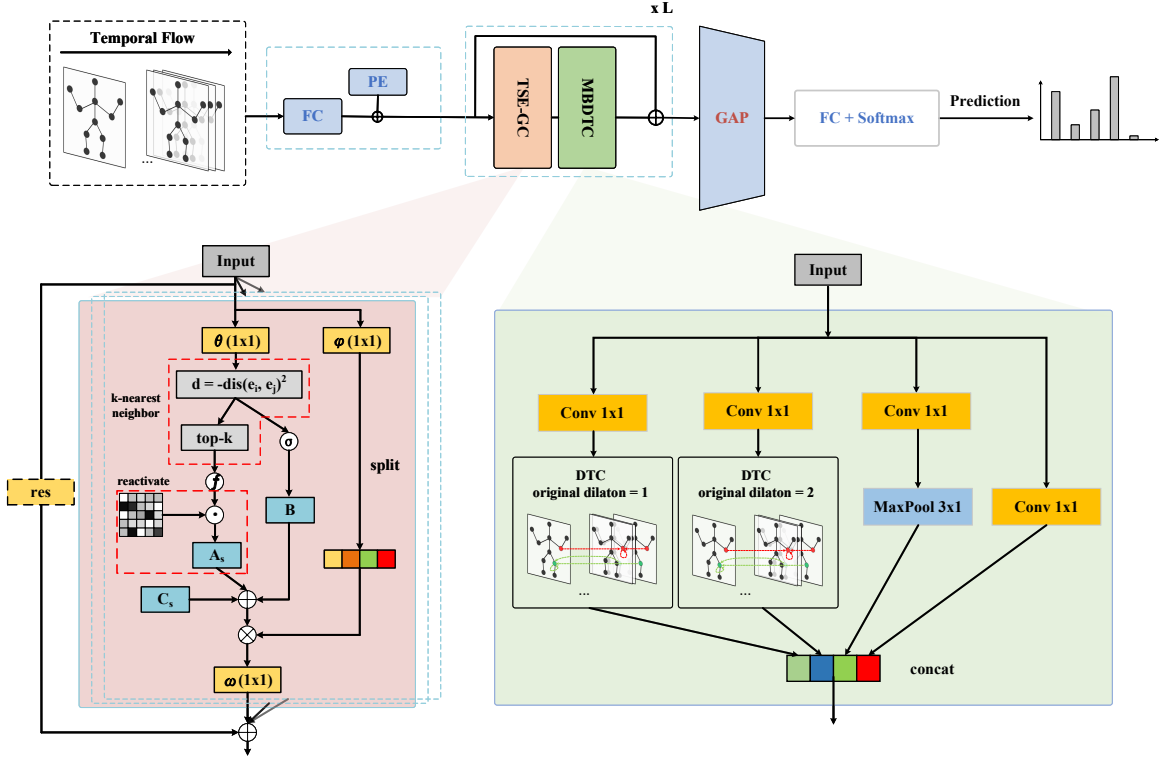 x L
Temporal Flow
...
FC
PE
TSE-GC
MBDTC
GAP
FC + Softmax
Prediction
Input
θ (1x1)
φ (1x1)
d = -dis(eᵢ, eⱼ)²
k-nearest
neighbor
top-k
σ
split
f
reactivate
res
B
Aₛ
Cₛ
ω (1x1)
Input
Conv 1x1
Conv 1x1
Conv 1x1
DTC
original dilaton = 1
...
DTC
original dilaton = 2
...
MaxPool 3x1
Conv 1x1
concat